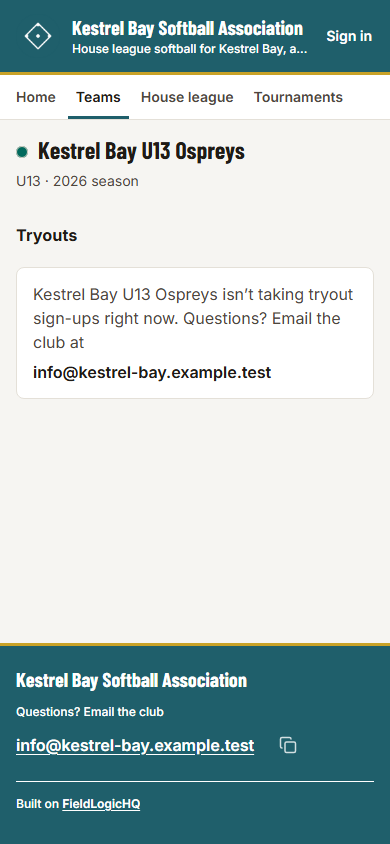 Kestrel Bay Softball Association
House league softball for Kestrel Bay, a...
Sign in
Home Teams House league Tournaments
Kestrel Bay U13 Ospreys
U13 · 2026 season
Tryouts
Kestrel Bay U13 Ospreys isn’t taking tryout
sign-ups right now. Questions? Email the
club at
info@kestrel-bay.example.test
Kestrel Bay Softball Association
Questions? Email the club
info@kestrel-bay.example.test
Built on FieldLogicHQ